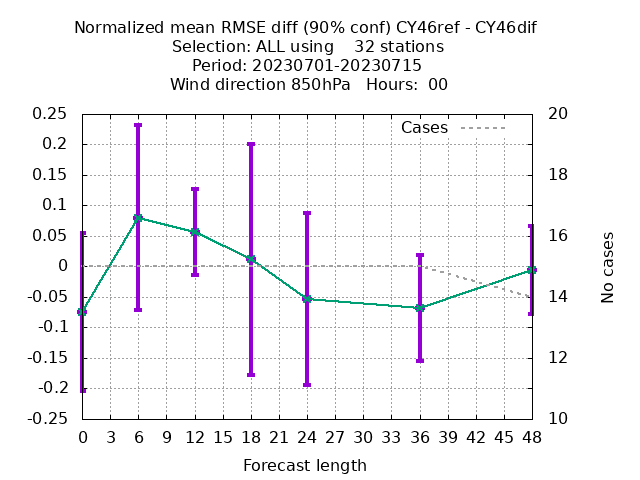 Normalized mean RMSE diff (90% conf) CY46ref - CY46dif
Selection: ALL using    32 stations
Period: 20230701-20230715
Wind direction 850hPa   Hours:  00
Cases
0.25
0.2
0.15
0.1
0.05
0
-0.05
-0.1
-0.15
-0.2
-0.25
20
18
16
14
12
10
No cases
0 3 6 9 12 15 18 21 24 27 30 33 36 39 42 45 48
Forecast length